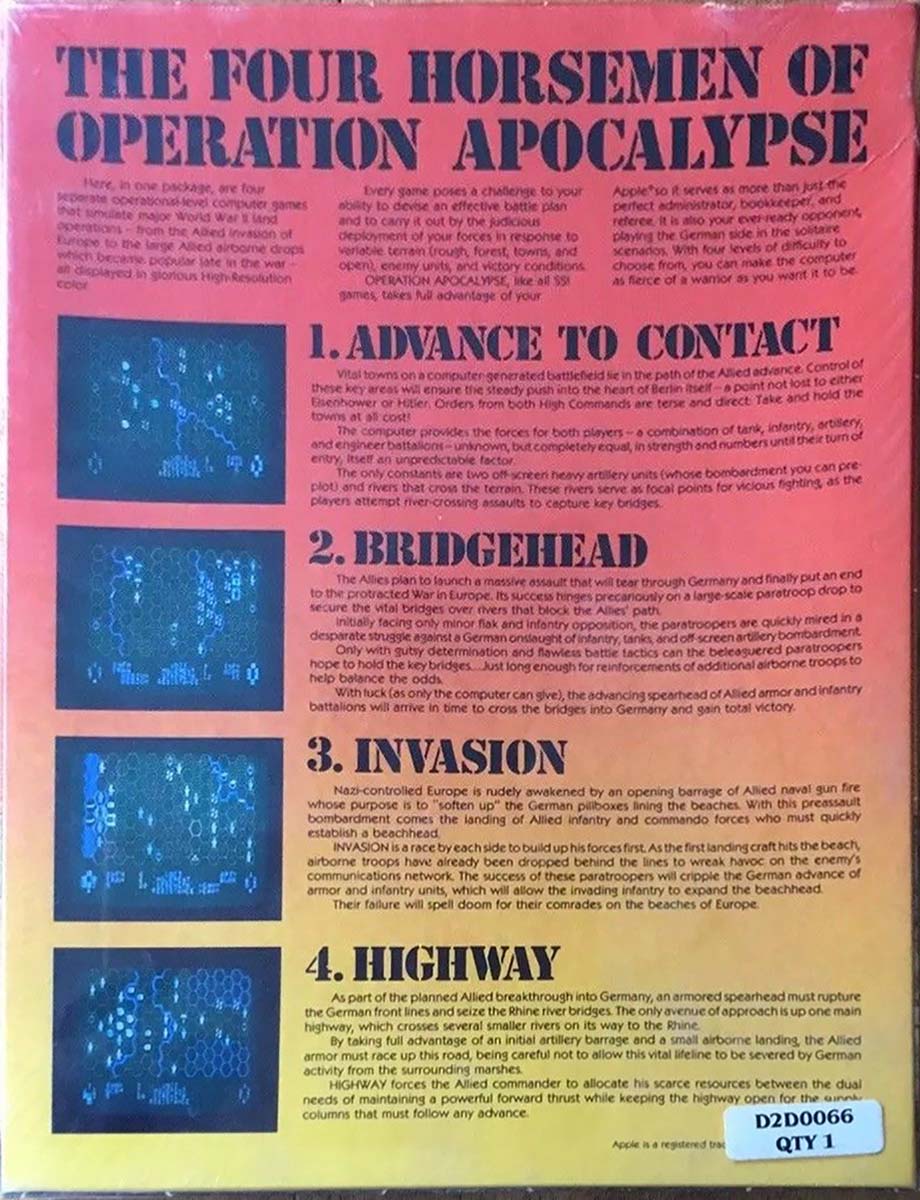 THE FOUR HORSEMEN OF
OPERATION APOCALYPSE
Here, in one package, are four
separate operational-level computer games
that simulate major World War II land
operations – from the Allied invasion of
Europe to the large Allied airborne drops
which became popular late in the war –
all displayed in glorious High-Resolution
color.
Every game poses a challenge to your
ability to devise an effective battle plan
and to carry it out by the judicious
deployment of your forces in response to
variable terrain (rough, forest, towns, and
open), enemy units, and victory conditions.
OPERATION APOCALYPSE, like all SSI
games, takes full advantage of your
Apple® so it serves as more than just the
perfect administrator, bookkeeper, and
referee. It is also your ever-ready opponent,
playing the German side in the solitaire
scenarios. With four levels of difficulty to
choose from, you can make the computer
as fierce of a warrior as you want it to be.
1. ADVANCE TO CONTACT
Vital towns on a computer-generated battlefield lie in the path of the Allied advance. Control of
these key areas will ensure the steady push into the heart of Berlin itself – a point not lost to either
Eisenhower or Hitler. Orders from both High Commands are terse and direct: Take and hold the
towns at all cost!
The computer provides the forces for both players – a combination of tank, infantry, artillery,
and engineer battalions – unknown, but completely equal, in strength and numbers until their turn of
entry, itself an unpredictable factor.
The only constants are two off-screen heavy artillery units (whose bombardment you can pre-
plot) and rivers that cross the terrain. These rivers serve as focal points for vicious fighting, as the
players attempt river-crossing assaults to capture key bridges.
2. BRIDGEHEAD
The Allies plan to launch a massive assault that will tear through Germany and finally put an end
to the protracted War in Europe. Its success hinges precariously on a large-scale paratroop drop to
secure the vital bridges over rivers that block the Allies' path.
Initially facing only minor flak and infantry opposition, the paratroopers are quickly mired in a
desperate struggle against a German onslaught of infantry, tanks, and off-screen artillery bombardment.
Only with gutsy determination and flawless battle tactics can the beleaguered paratroopers
hope to hold the key bridges....Just long enough for reinforcements of additional airborne troops to
help balance the odds.
With luck (as only the computer can give), the advancing spearhead of Allied armor and infantry
battalions will arrive in time to cross the bridges into Germany and gain total victory.
3. INVASION
Nazi-controlled Europe is rudely awakened by an opening barrage of Allied naval gun fire
whose purpose is to "soften up" the German pillboxes lining the beaches. With this preassault
bombardment comes the landing of Allied infantry and commando forces who must quickly
establish a beachhead.
INVASION is a race by each side to build up his forces first. As the first landing craft hits the beach,
airborne troops have already been dropped behind the lines to wreak havoc on the enemy's
communications network. The success of these paratroopers will cripple the German advance of
armor and infantry units, which will allow the invading infantry to expand the beachhead.
Their failure will spell doom for their comrades on the beaches of Europe.
4. HIGHWAY
As part of the planned Allied breakthrough into Germany, an armored spearhead must rupture
the German front lines and seize the Rhine river bridges. The only avenue of approach is up one main
highway, which crosses several smaller rivers on its way to the Rhine.
By taking full advantage of an initial artillery barrage and a small airborne landing, the Allied
armor must race up this road, being careful not to allow this vital lifeline to be severed by German
activity from the surrounding marshes.
HIGHWAY forces the Allied commander to allocate his scarce resources between the dual
needs of maintaining a powerful forward thrust while keeping the highway open for the supply
columns that must follow any advance.
Apple is a registered
D2D0066
QTY 1